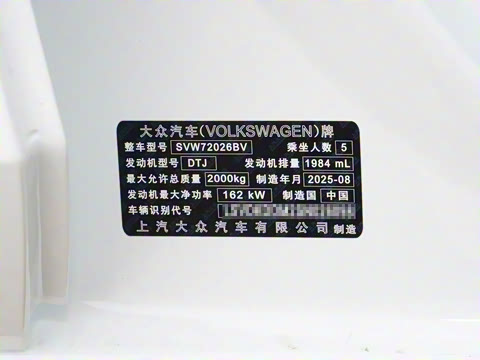 大众汽车(VOLKSWAGEN)牌
整车型号 SVW72026BV 乘坐人数 5
发动机型号 DTJ 发动机排量 1984 mL
最大允许总质量 2000kg 制造年月 2025-08
发动机最大净功率 162 kW 制造国 中国
车辆识别代号
上汽大众汽车有限公司 制造